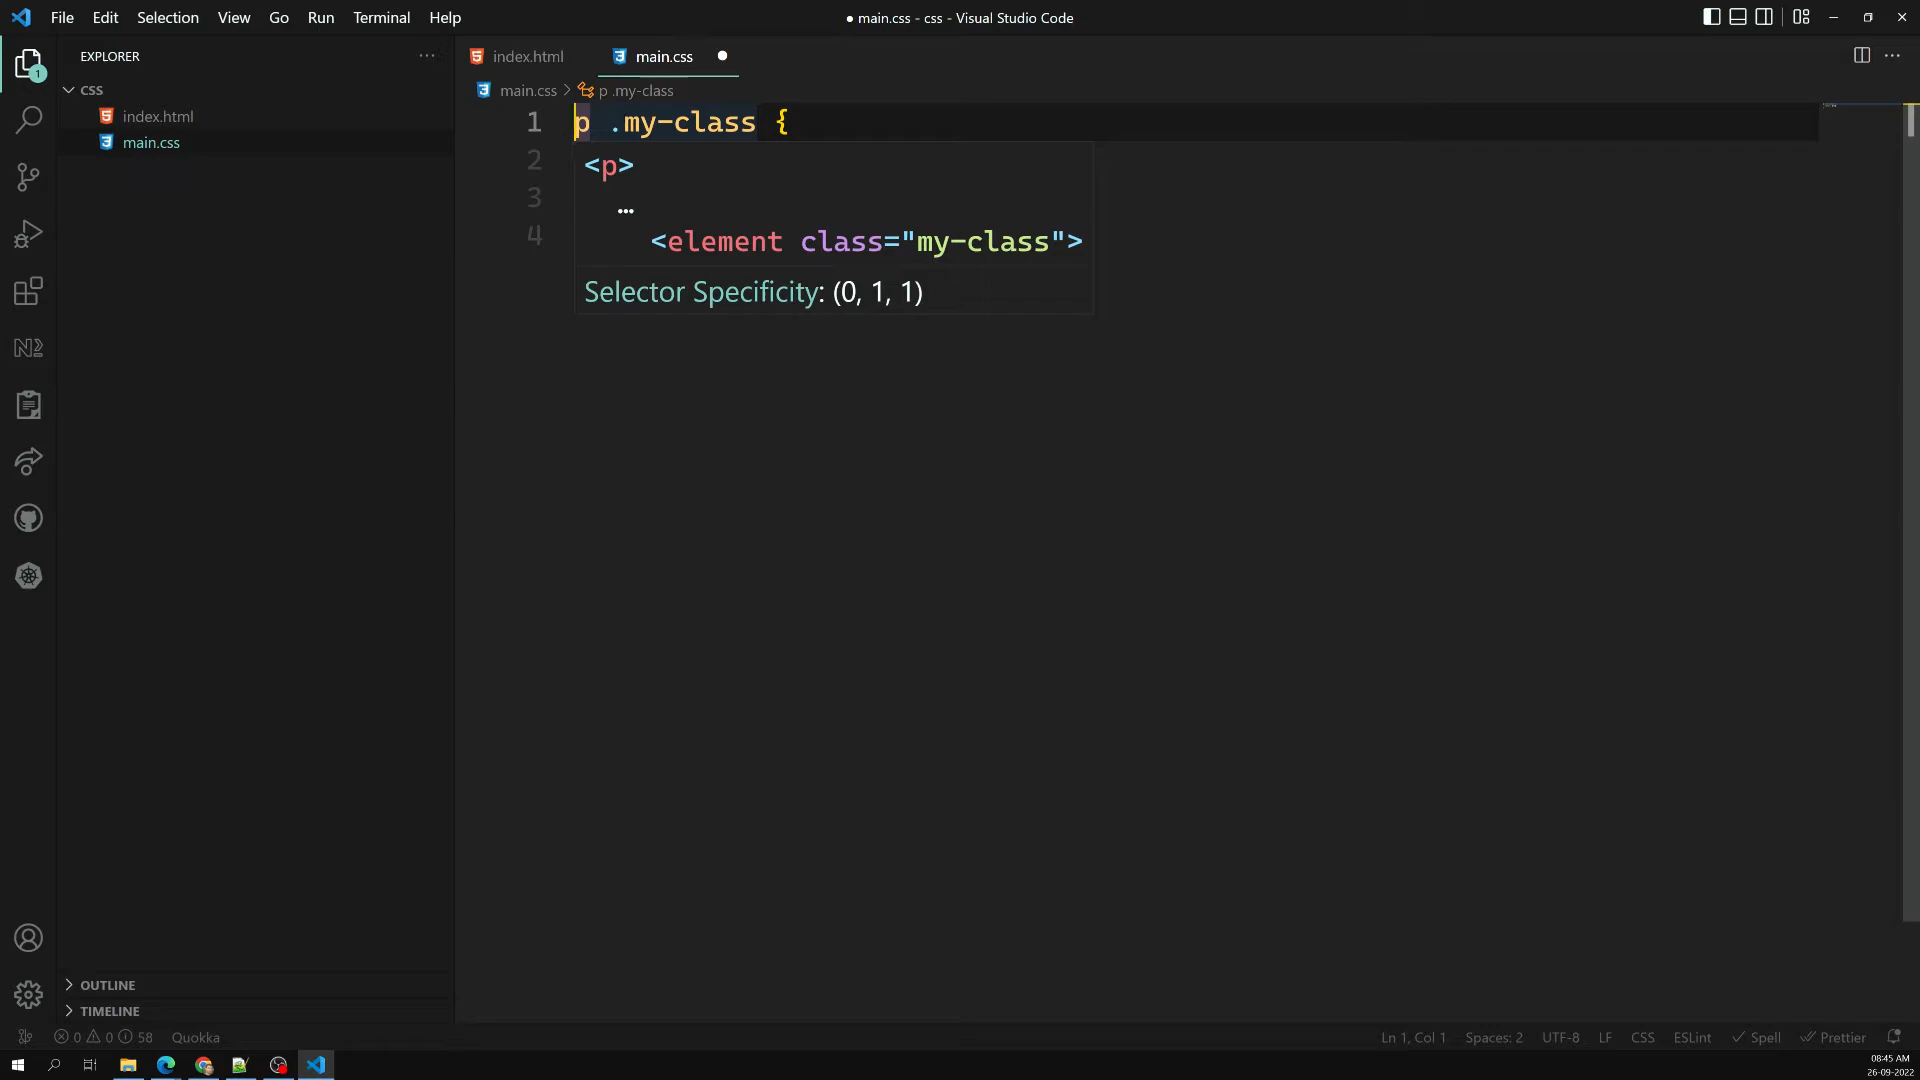 File Edit Selection View Go Run Terminal Help
● main.css - css - Visual Studio Code
EXPLORER
index.html
main.css
CSS
main.css > p .my-class
index.html
main.css
1 p .my-class {
2
3
4
<p>
…
<element class="my-class">
Selector Specificity: (0, 1, 1)
1
OUTLINE
TIMELINE
0 0 58 Quokka
Ln 1, Col 1 Spaces: 2 UTF-8 LF CSS ESLint Spell Prettier
08:45 AM
26-09-2022